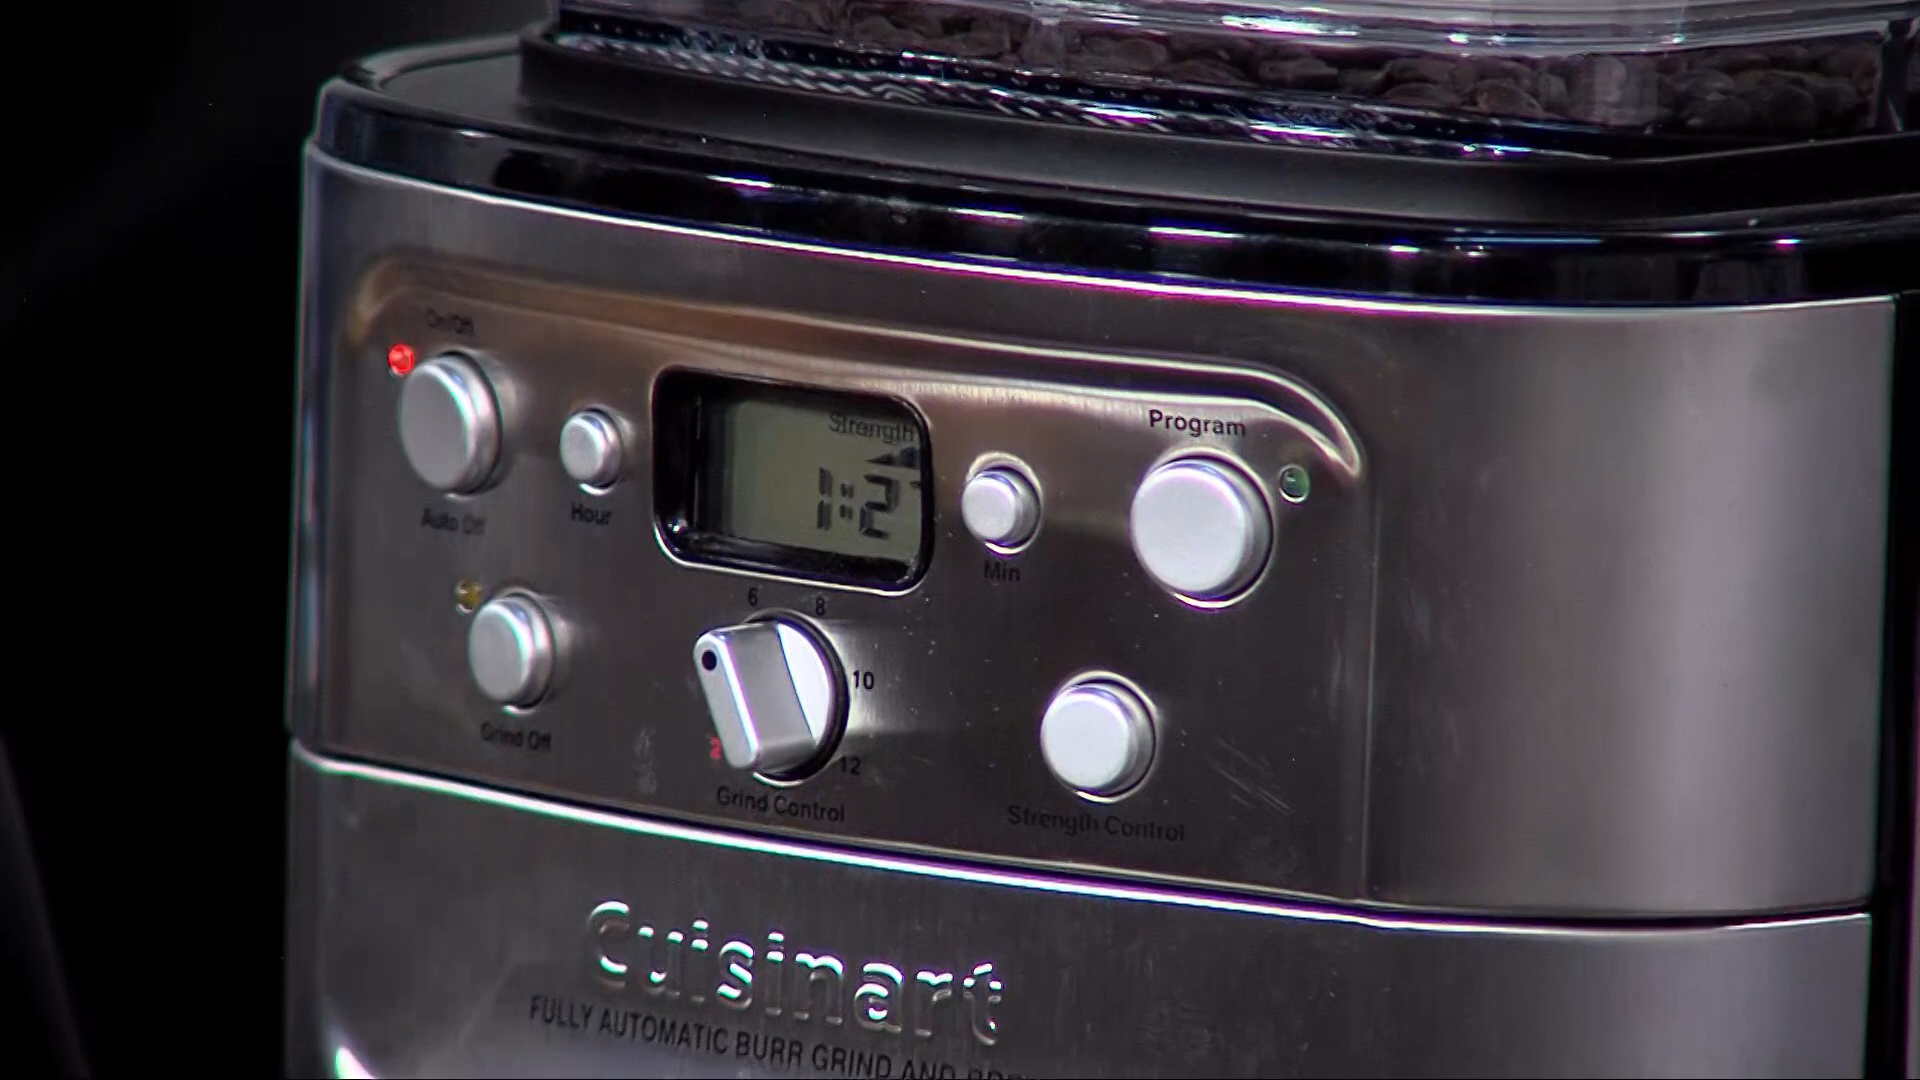 On/Off
Program
Strength
1:2
Auto Off
Hour
Min
6 8
10
2
12
Grind Off
Grind Control
Strength Control
Cuisinart
FULLY AUTOMATIC BURR GRIND AND